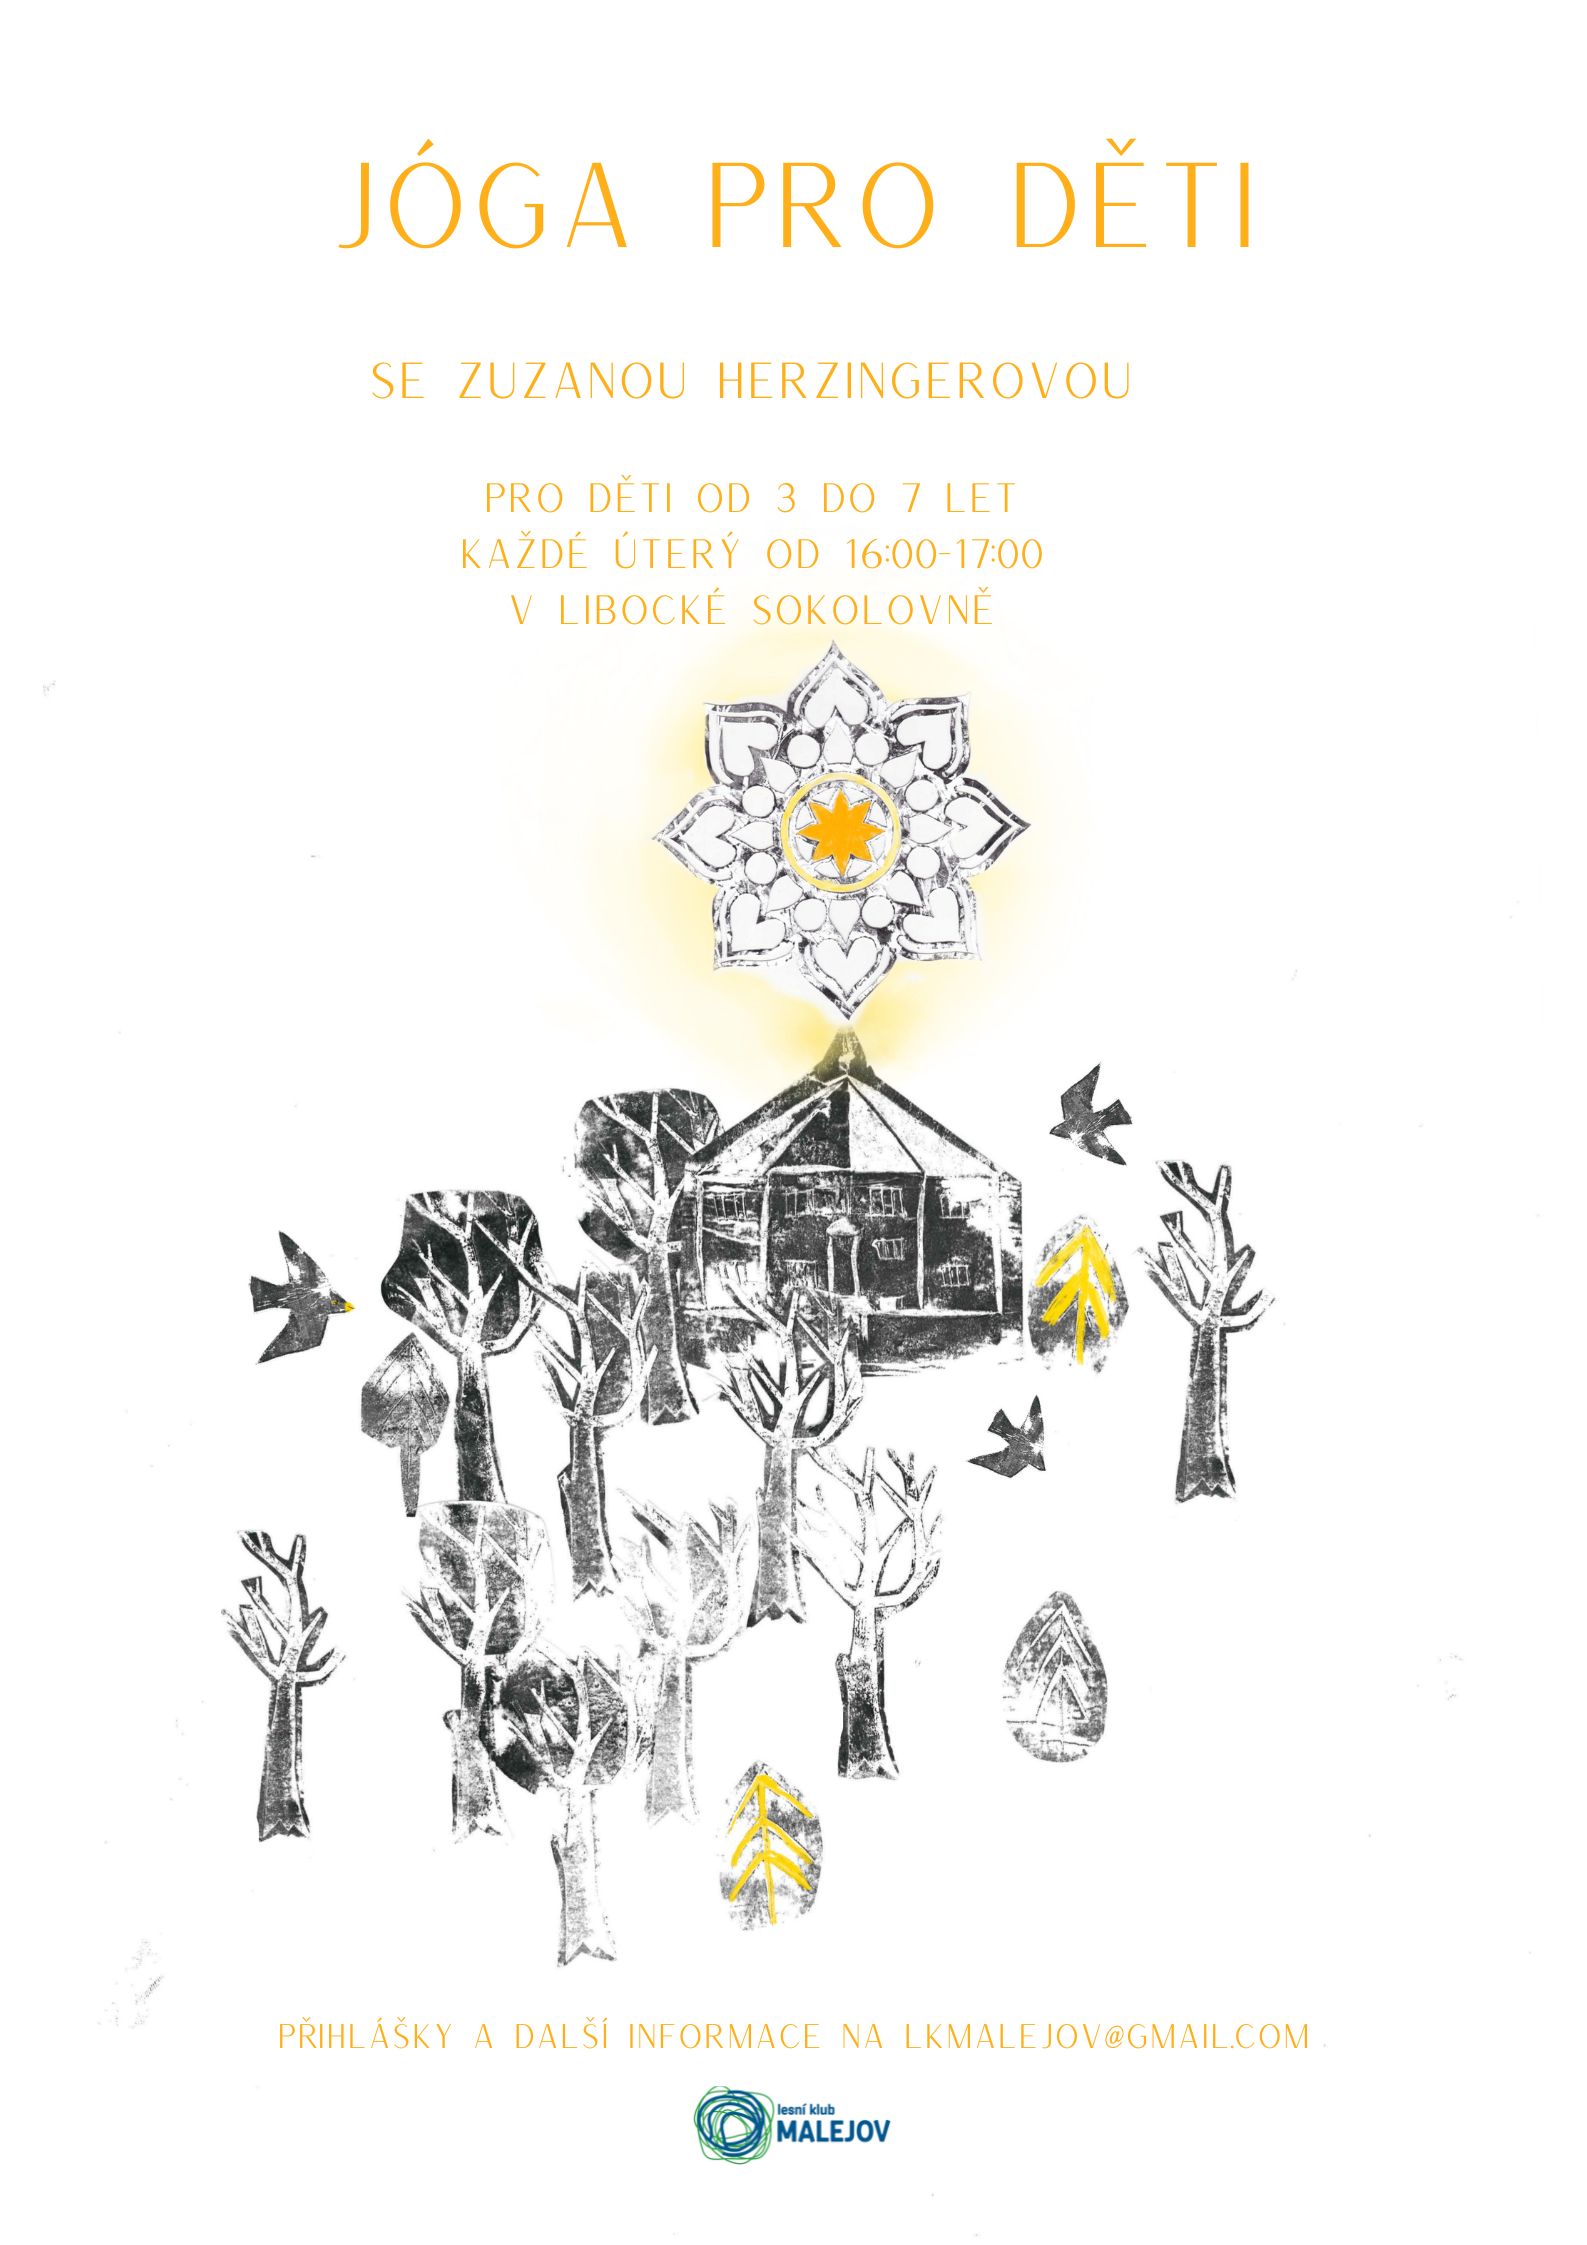 JÓGA PRO DĚTI
SE ZUZANOU HERZINGEROVOU
PRO DĚTI OD 3 DO 7 LET
KAŽDÉ ÚTERÝ OD 16:00-17:00
V LIBOCKÉ SOKOLOVNĚ
PŘIHLÁŠKY A DALŠÍ INFORMACE NA LKMALEJOV@GMAIL.COM
lesní klub
MALEJOV